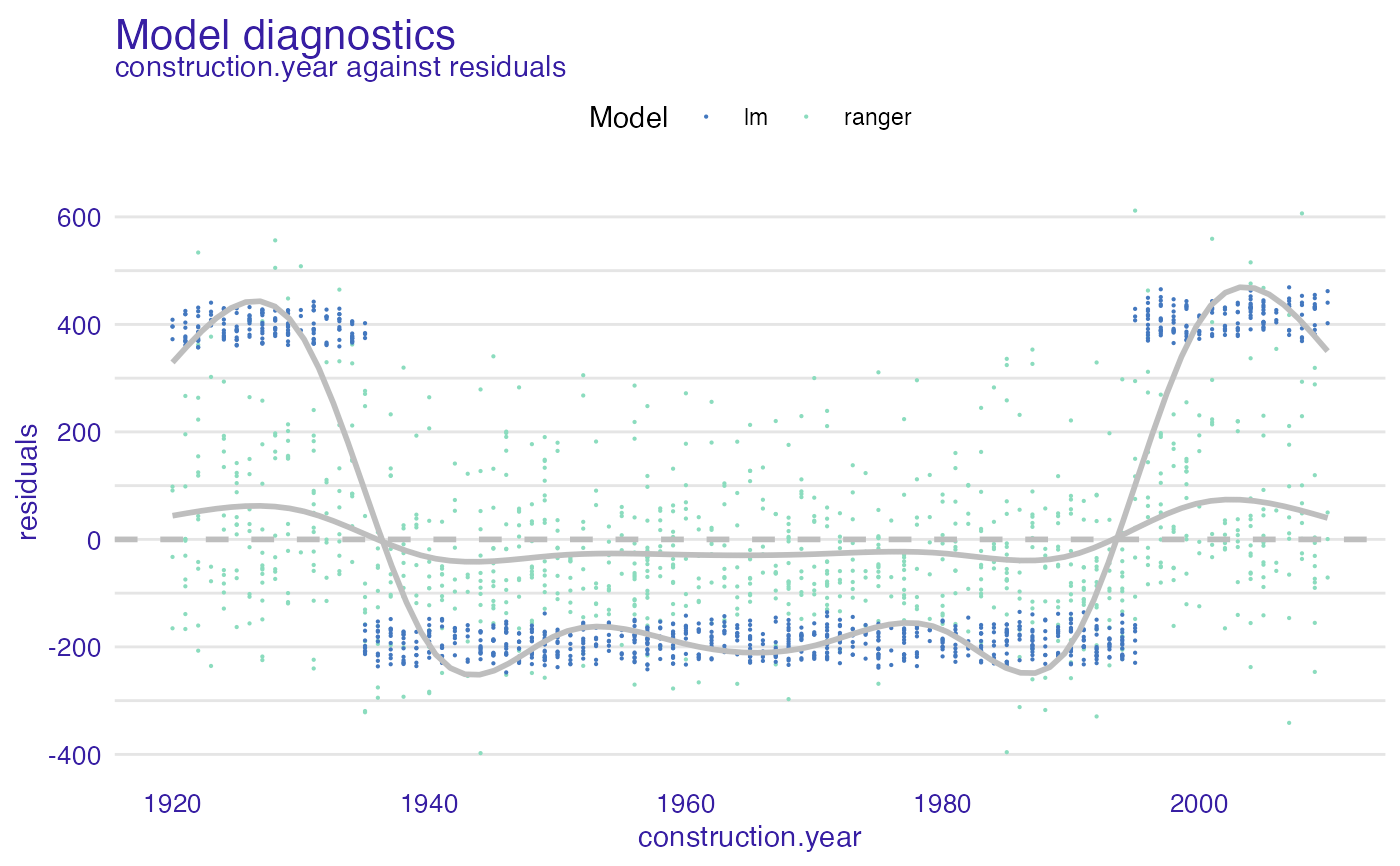 Model diagnostics
construction.year against residuals
Model lm ranger
600
400
200
0
-200
-400
residuals
1920 1940 1960 1980 2000
construction.year